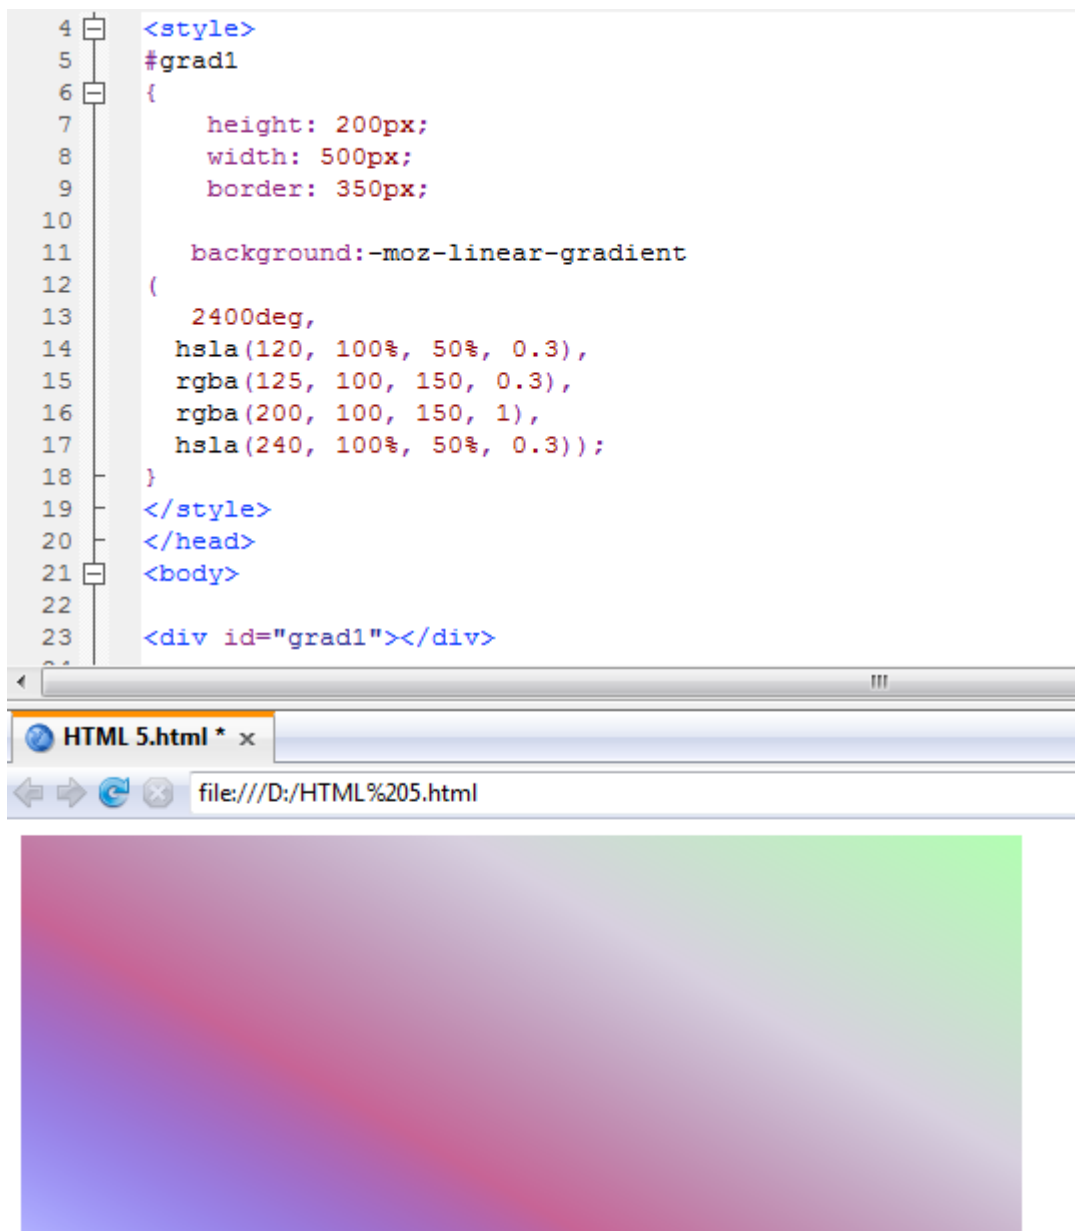 4 <style>
5 #grad1
6 {
7 height: 200px;
8 width: 500px;
9 border: 350px;
10
11 background:-moz-linear-gradient
12 (
13 2400deg,
14 hsla(120, 100%, 50%, 0.3),
15 rgba(125, 100, 150, 0.3),
16 rgba(200, 100, 150, 1),
17 hsla(240, 100%, 50%, 0.3));
18 }
19 </style>
20 </head>
21 <body>
22
23 <div id="grad1"></div>
HTML 5.html * x
file:///D:/HTML%205.html